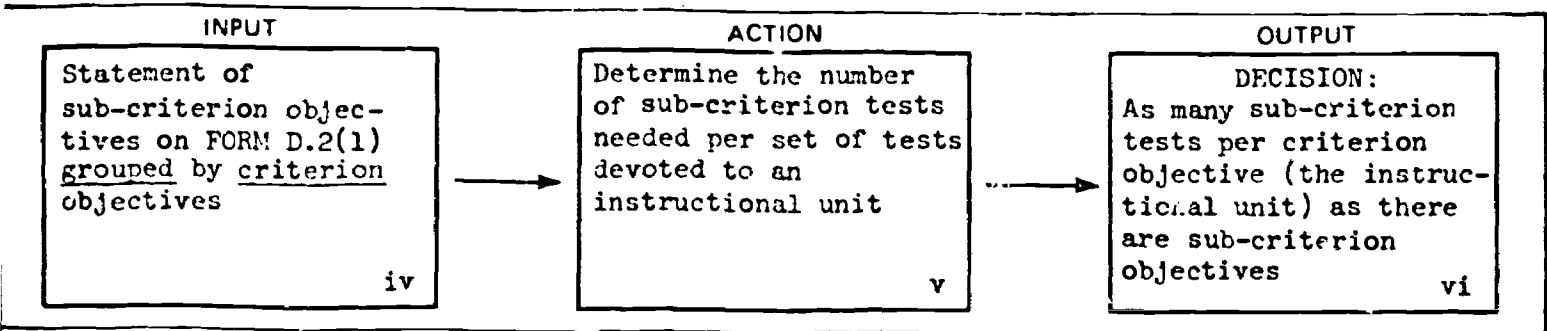 INPUT
Statement of
sub-criterion objec-
tives on FORM D.2(1)
grouped by criterion
objectives
iv
ACTION
Determine the number
of sub-criterion tests
needed per set of tests
devoted to an
instructional unit
v
OUTPUT
DECISION:
As many sub-criterion
tests per criterion
objective (the instruc-
tional unit) as there
are sub-criterion
objectives
vi